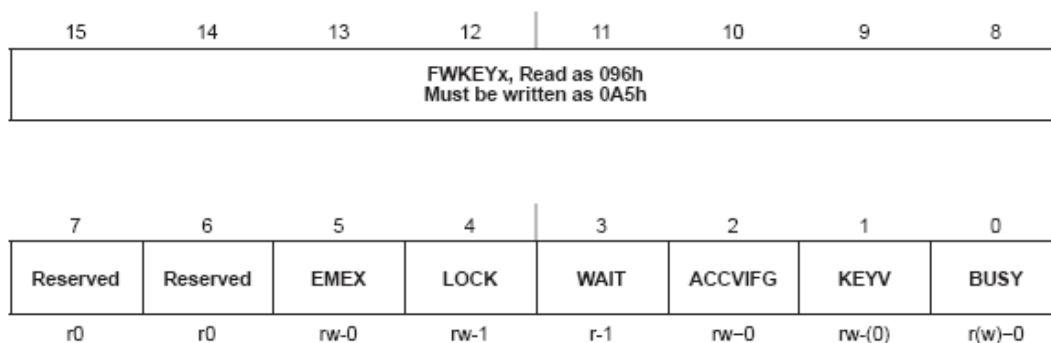 15 14 13 12 11 10 9 8
FWKEYx, Read as 096h
Must be written as 0A5h
7 6 5 4 3 2 1 0
Reserved Reserved EMEX LOCK WAIT ACCVIFG KEYV BUSY
r0 r0 rw-0 rw-1 r-1 rw−0 rw-(0) r(w)−0